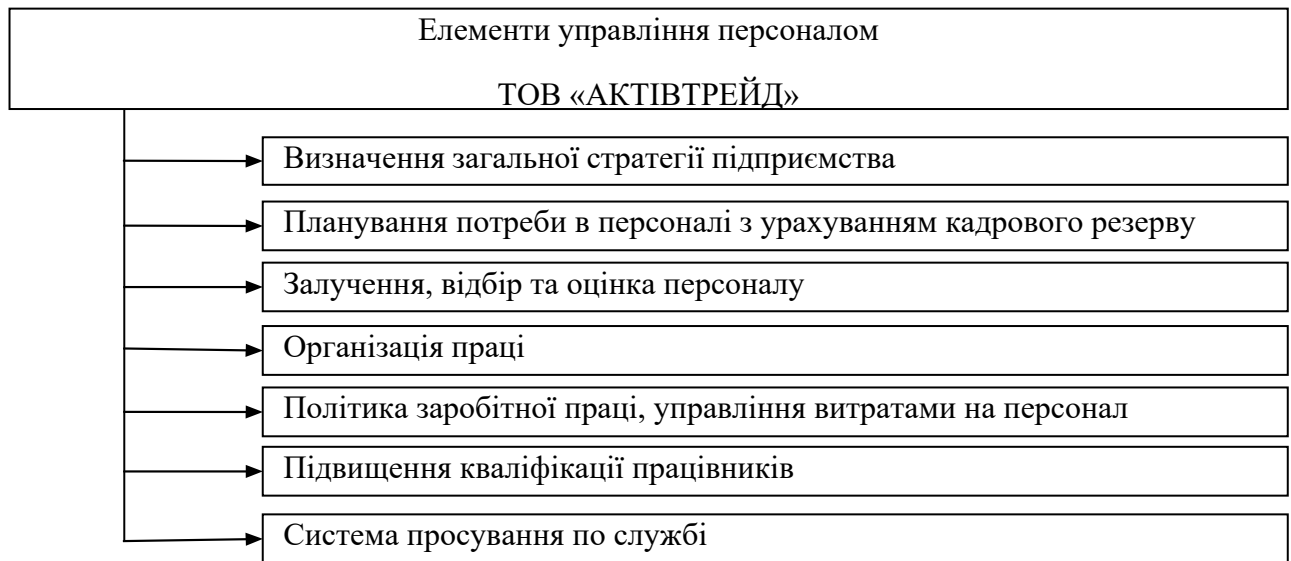 Елементи управління персоналом
ТОВ «АКТІВТРЕЙД»
Визначення загальної стратегії підприємства
Планування потреби в персоналі з урахуванням кадрового резерву
Залучення, відбір та оцінка персоналу
Організація праці
Політика заробітної праці, управління витратами на персонал
Підвищення кваліфікації працівників
Система просування по службі